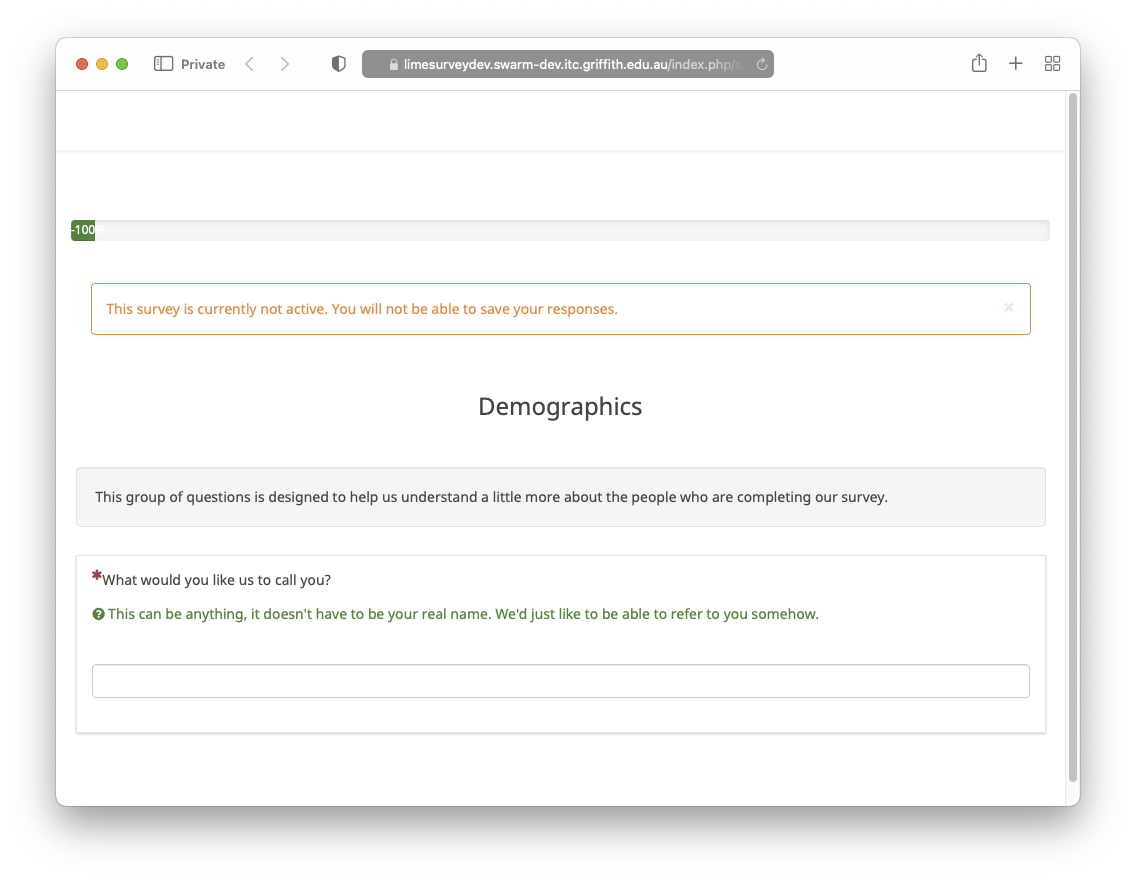 Private
limesurveydev.swarm-dev.itc.griffith.edu.au/index.php/s
-100%
This survey is currently not active. You will not be able to save your responses.
Demographics
This group of questions is designed to help us understand a little more about the people who are completing our survey.
*What would you like us to call you?
This can be anything, it doesn't have to be your real name. We'd just like to be able to refer to you somehow.